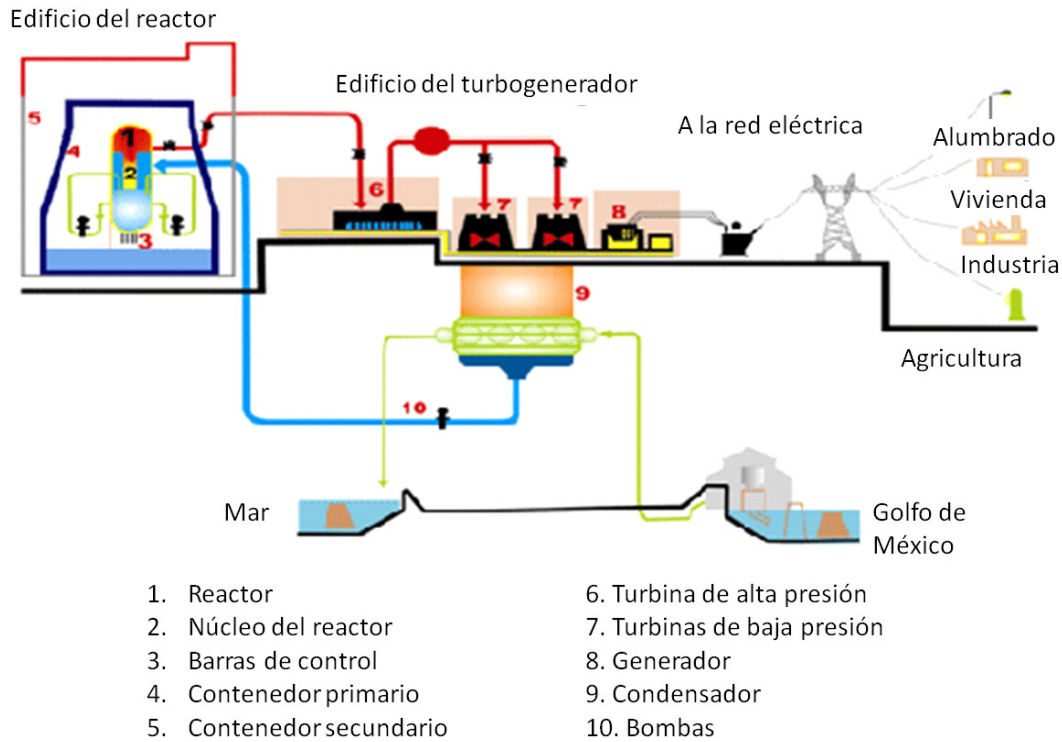 Edificio del reactor
Edificio del turbogenerador
A la red eléctrica
Alumbrado
Vivienda
Industria
Agricultura
5
4
1
2
3
6
7
7
8
9
10
Mar
Golfo de
México
1. Reactor
2. Núcleo del reactor
3. Barras de control
4. Contenedor primario
5. Contenedor secundario
6. Turbina de alta presión
7. Turbinas de baja presión
8. Generador
9. Condensador
10. Bombas